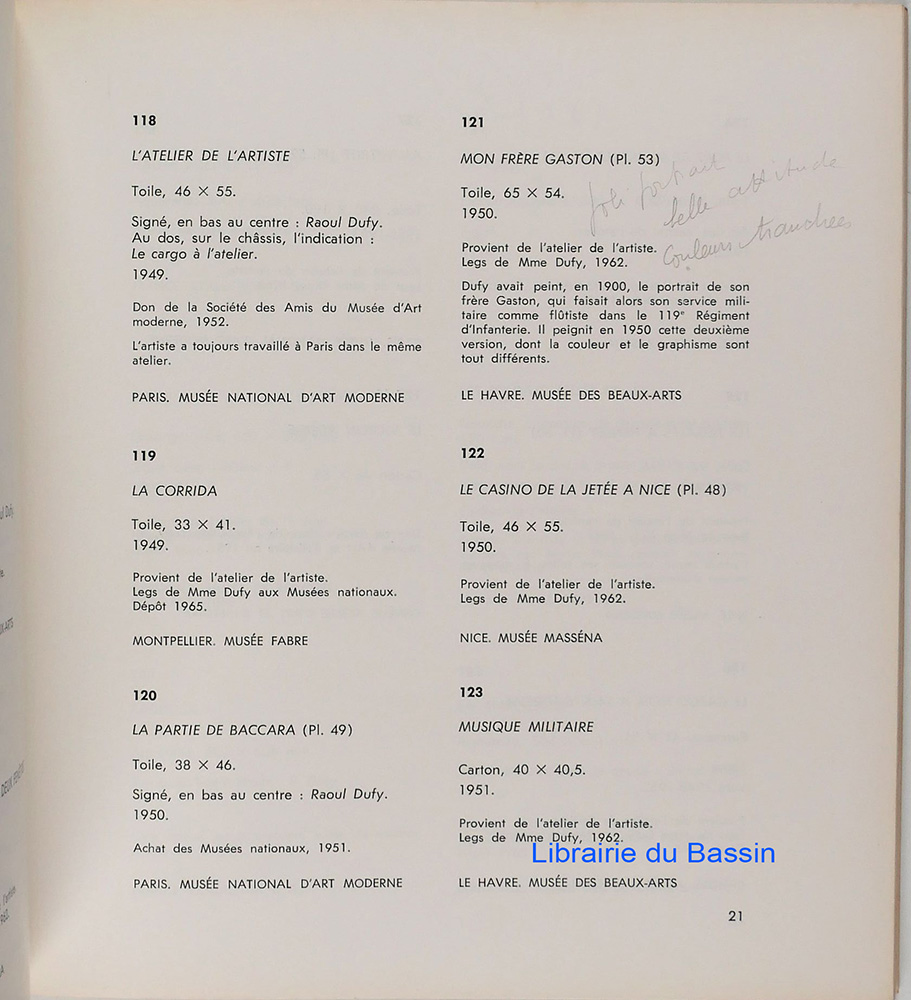 118
L'ATELIER DE L'ARTISTE
Toile, 46 × 55.
Signé, en bas au centre : Raoul Dufy.
Au dos, sur le châssis, l'indication :
Le cargo à l'atelier.
1949.
Don de la Société des Amis du Musée d'Art
moderne, 1952.
L'artiste a toujours travaillé à Paris dans le même
atelier.
PARIS. MUSÉE NATIONAL D'ART MODERNE
119
LA CORRIDA
Toile, 33 × 41.
1949.
Provient de l'atelier de l'artiste.
Legs de Mme Dufy aux Musées nationaux.
Dépôt 1965.
MONTPELLIER. MUSÉE FABRE
120
LA PARTIE DE BACCARA (Pl. 49)
Toile, 38 × 46.
Signé, en bas au centre : Raoul Dufy.
1950.
Achat des Musées nationaux, 1951.
PARIS. MUSÉE NATIONAL D'ART MODERNE
121
MON FRÈRE GASTON (Pl. 53)
Joli portrait
belle attitude
Couleurs tranchées
Toile, 65 × 54.
1950.
Provient de l'atelier de l'artiste.
Legs de Mme Dufy, 1962.
Dufy avait peint, en 1900, le portrait de son
frère Gaston, qui faisait alors son service mili-
taire comme flûtiste dans le 119e Régiment
d'Infanterie. Il peignit en 1950 cette deuxième
version, dont la couleur et le graphisme sont
tout différents.
LE HAVRE. MUSÉE DES BEAUX-ARTS
122
LE CASINO DE LA JETÉE A NICE (Pl. 48)
Toile, 46 × 55.
1950.
Provient de l'atelier de l'artiste.
Legs de Mme Dufy, 1962.
NICE. MUSÉE MASSÉNA
123
MUSIQUE MILITAIRE
Carton, 40 × 40,5.
1951.
Provient de l'atelier de l'artiste.
Legs de Mme Dufy, 1962.
Librairie du Bassin
LE HAVRE. MUSÉE DES BEAUX-ARTS
21